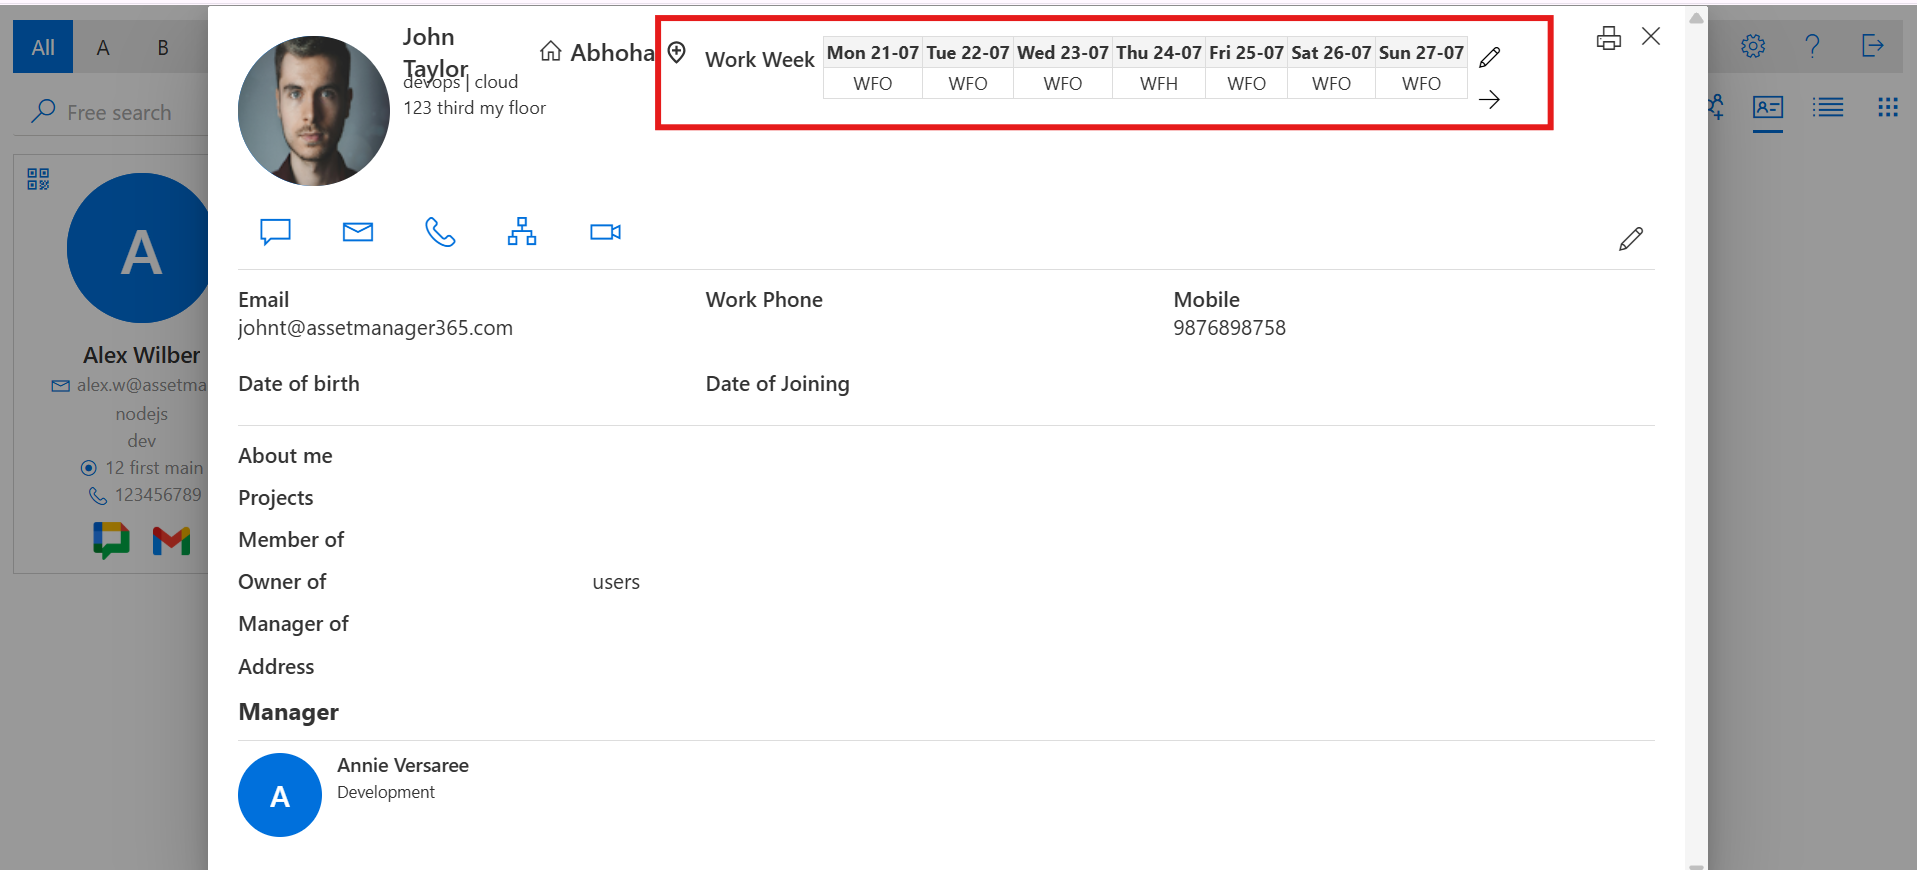 All A B
Free search
A
Alex Wilber
alex.w@assetma
nodejs
dev
12 first main
123456789
John
Taylor
devops | cloud
123 third my floor
Abhoha
Work Week
Mon 21-07 Tue 22-07 Wed 23-07 Thu 24-07 Fri 25-07 Sat 26-07 Sun 27-07
WFO WFO WFO WFH WFO WFO WFO
Email Work Phone Mobile
johnt@assetmanager365.com 9876898758
Date of birth Date of Joining
About me
Projects
Member of
Owner of users
Manager of
Address
Manager
A
Annie Versaree
Development